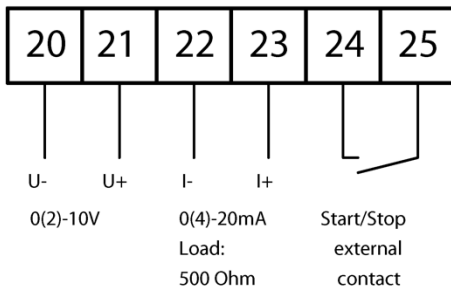 20 21 22 23 24 25
U- U+ I- I+
0(2)-10V 0(4)-20mA Start/Stop
Load: external
500 Ohm contact